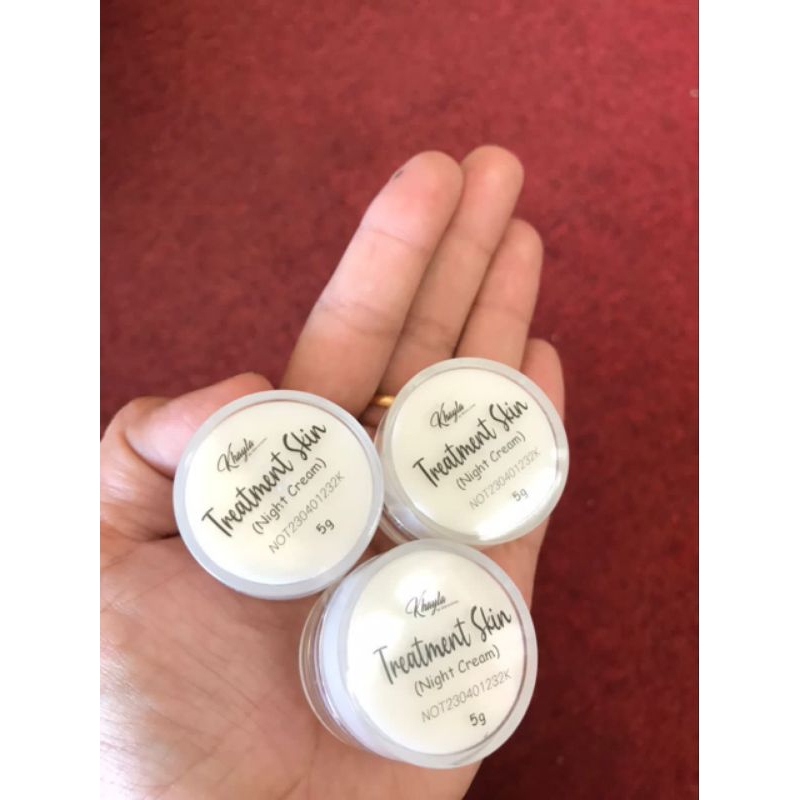 Khayla
Treatment Skin
(Night Cream)
NOT230401232K
5g
Khayla
Treatment Skin
(Night Cream)
NOT230401232K
5g
Khayla
Treatment Skin
(Night Cream)
NOT230401232K
5g